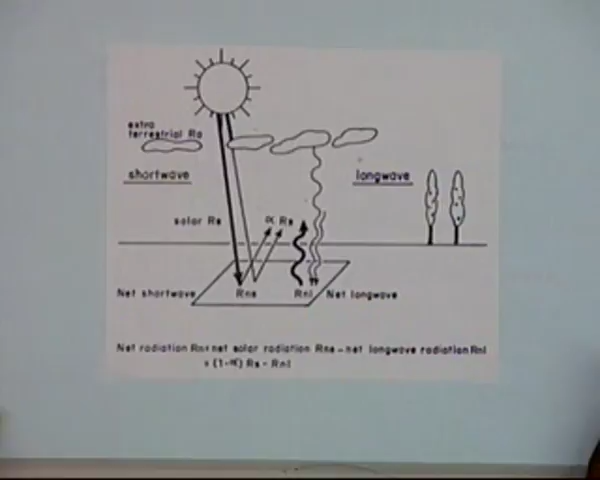 extra
terrestrial Ra
shortwave
longwave
solar Rs
∝ Rs
Net shortwave
Rns
Rnl
Net longwave
Net radiation Rn=net solar radiation Rns - net longwave radiation Rnl
= (1-∝) Rs - Rnl